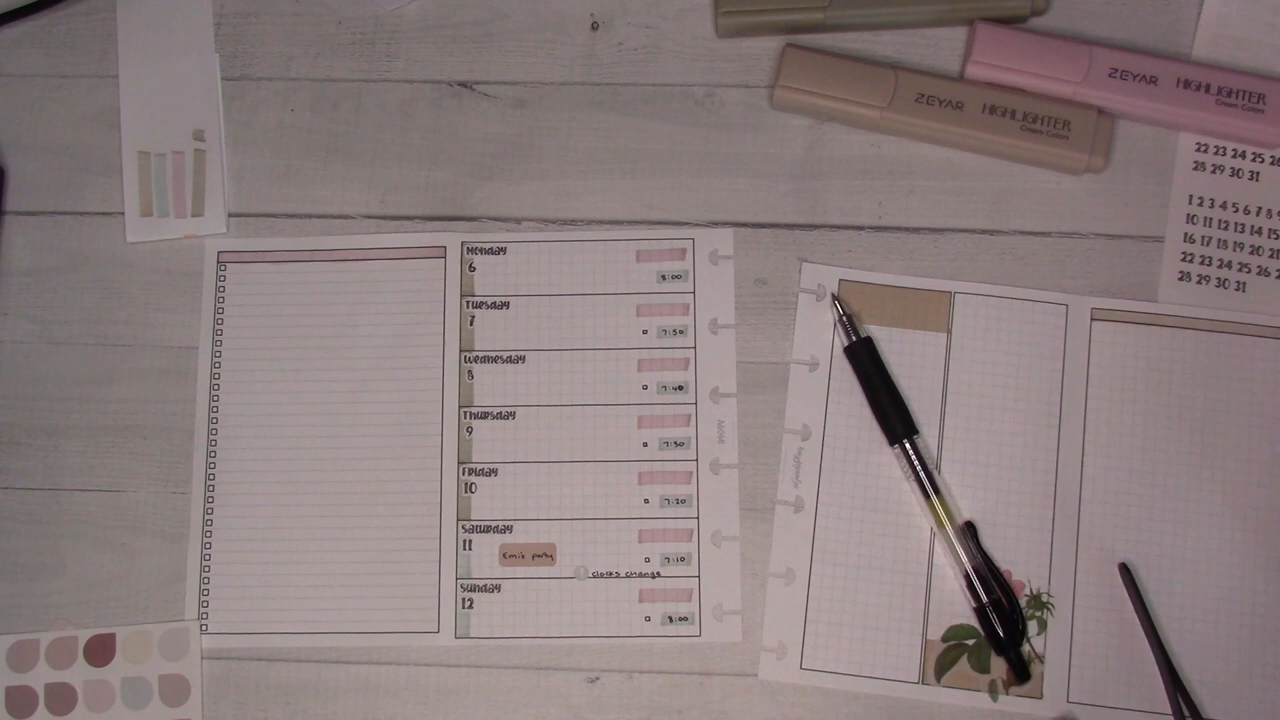 ZEYAR HIGHLIGHTER
Cream Colors
ZEYAR HIGHLIGHTER
Cream Colors
22 23 24 25 26
28 29 30 31
1 2 3 4 5 6 7 8 9
10 11 12 13 14 15
16 17 18 19 20 21
22 23 24 25 26
28 29 30 31
Monday
6
8:00
Tuesday
7
7:50
Wednesday
8
7:40
Thursday
9
7:30
Friday
10
7:20
Saturday
11
Emi's party
7:10
clocks change
Sunday
12
8:00